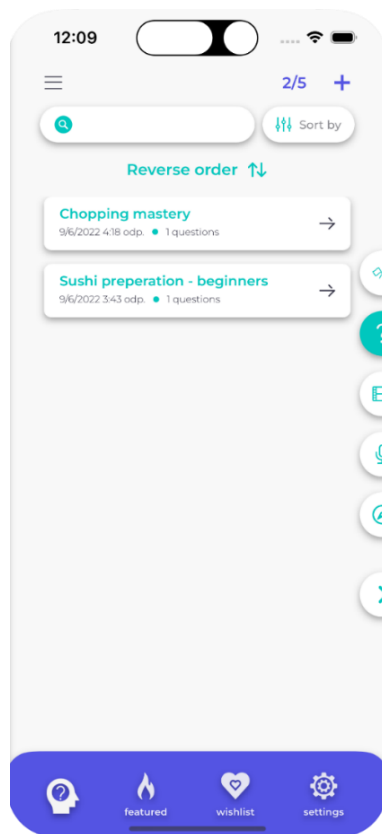 12:09
2/5 +
Sort by
Reverse order
Chopping mastery
9/6/2022 4:18 odp. • 1 questions
Sushi preperation - beginners
9/6/2022 3:43 odp. • 1 questions
?
?
featured
wishlist
settings